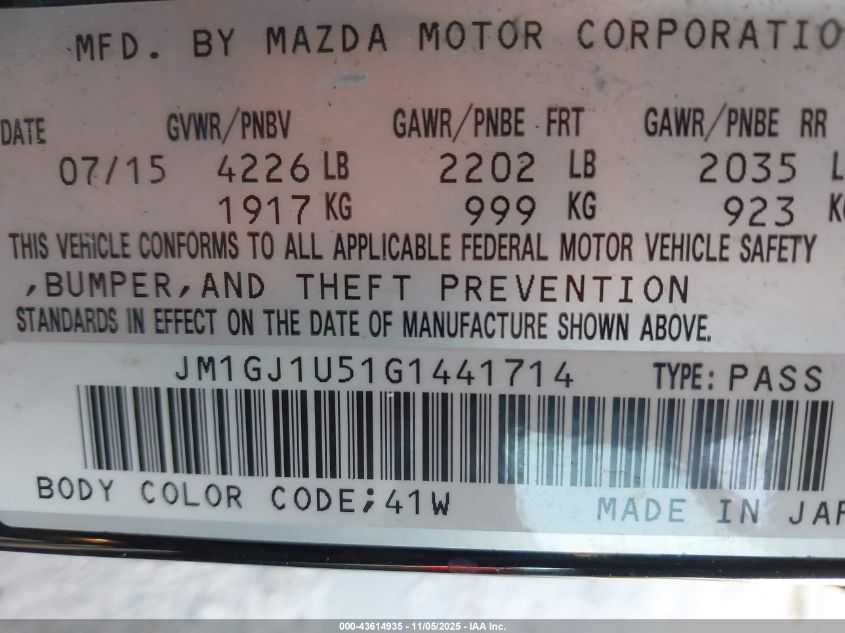 MFD. BY MAZDA MOTOR CORPORATIO
DATE GVWR/PNBV GAWR/PNBE FRT GAWR/PNBE RR
07/15 4226 LB 2202 LB 2035 L
1917 KG 999 KG 923 KG
THIS VEHICLE CONFORMS TO ALL APPLICABLE FEDERAL MOTOR VEHICLE SAFETY
,BUMPER,AND THEFT PREVENTION
STANDARDS IN EFFECT ON THE DATE OF MANUFACTURE SHOWN ABOVE.
JM1GJ1U51G1441714 TYPE: PASS
BODY COLOR CODE;41W MADE IN JAP
000-43614935 - 11/05/2025 - IAA Inc.